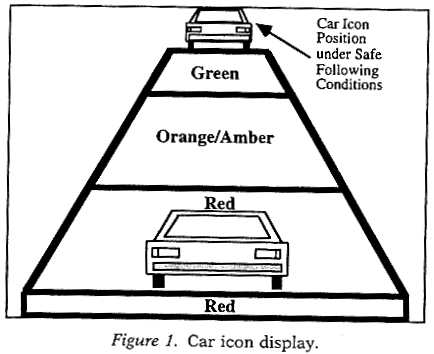 Car Icon
Position
under Safe
Following
Conditions
Green
Orange/Amber
Red
Red
Figure 1. Car icon display.